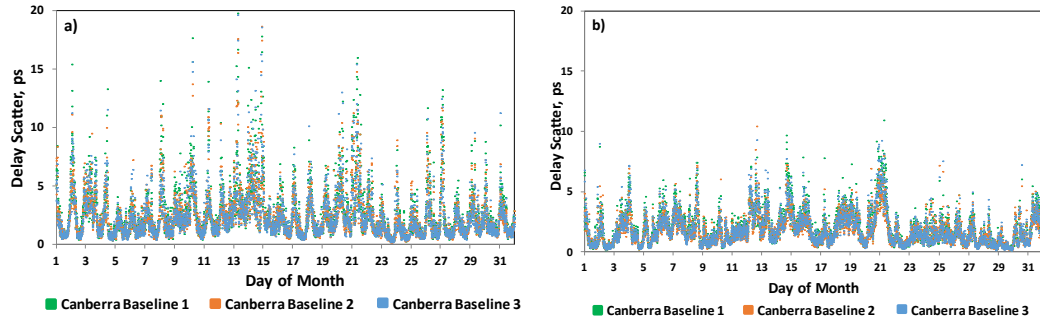 a)
Delay Scatter, ps
20
15
10
5
0
1 3 5 7 9 11 13 15 17 19 21 23 25 27 29 31
Day of Month
Canberra Baseline 1 Canberra Baseline 2 Canberra Baseline 3
b)
Delay Scatter, ps
20
15
10
5
0
1 3 5 7 9 11 13 15 17 19 21 23 25 27 29 31
Day of Month
Canberra Baseline 1 Canberra Baseline 2 Canberra Baseline 3